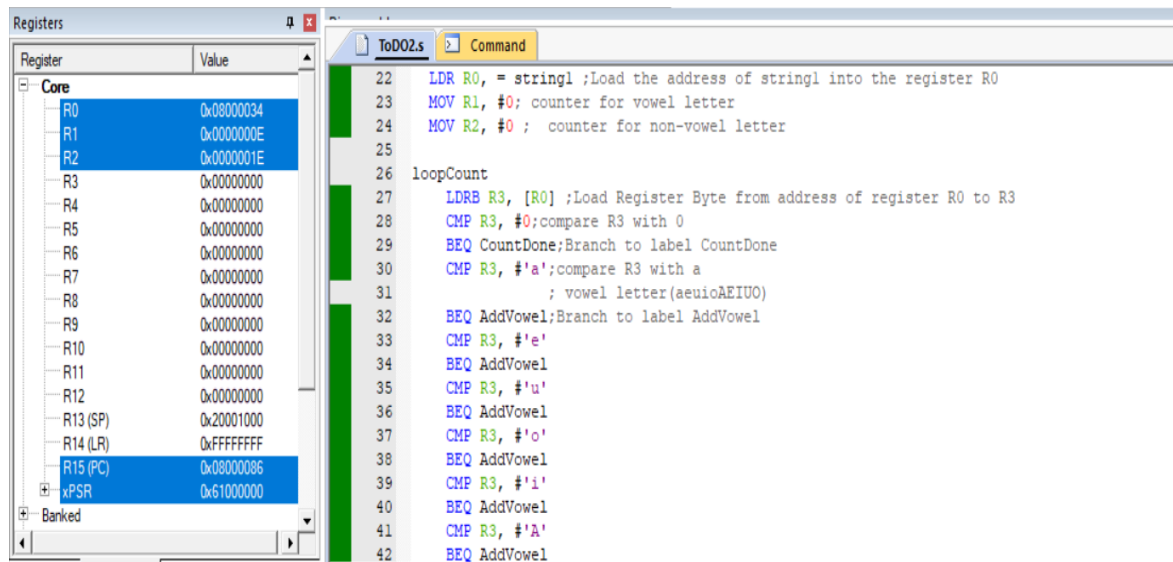 Registers
Register Value
Core
R0 0x08000034
R1 0x0000000E
R2 0x0000001E
R3 0x00000000
R4 0x00000000
R5 0x00000000
R6 0x00000000
R7 0x00000000
R8 0x00000000
R9 0x00000000
R10 0x00000000
R11 0x00000000
R12 0x00000000
R13 (SP) 0x20001000
R14 (LR) 0xFFFFFFFF
R15 (PC) 0x08000086
xPSR 0x61000000
Banked
ToDO2.s Command
22 LDR R0, = string1 ;Load the address of string1 into the register R0
23 MOV R1, #0; counter for vowel letter
24 MOV R2, #0 ; counter for non-vowel letter
25
26 loopCount
27 LDRB R3, [R0] ;Load Register Byte from address of register R0 to R3
28 CMP R3, #0;compare R3 with 0
29 BEQ CountDone;Branch to label CountDone
30 CMP R3, #'a';compare R3 with a
31 ; vowel letter(aeuioAEIUO)
32 BEQ AddVowel;Branch to label AddVowel
33 CMP R3, #'e'
34 BEQ AddVowel
35 CMP R3, #'u'
36 BEQ AddVowel
37 CMP R3, #'o'
38 BEQ AddVowel
39 CMP R3, #'i'
40 BEQ AddVowel
41 CMP R3, #'A'
42 BEQ AddVowel